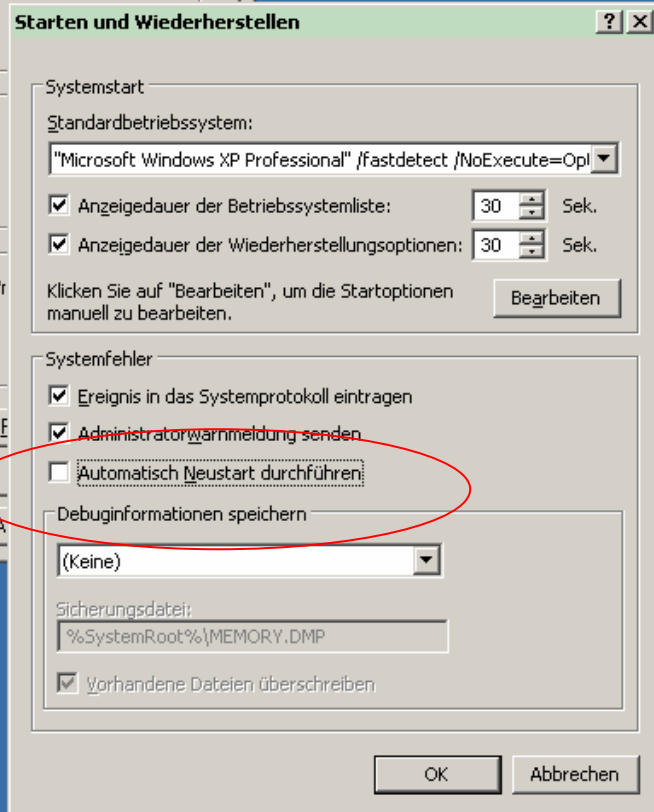 Starten und Wiederherstellen
Systemstart
Standardbetriebssystem:
"Microsoft Windows XP Professional" /fastdetect /NoExecute=Opt
Anzeigedauer der Betriebssystemliste: 30 Sek.
Anzeigedauer der Wiederherstellungsoptionen: 30 Sek.
Klicken Sie auf "Bearbeiten", um die Startoptionen
manuell zu bearbeiten.
Bearbeiten
Systemfehler
Ereignis in das Systemprotokoll eintragen
Administratorwarnmeldung senden
Automatisch Neustart durchführen
Debuginformationen speichern
(Keine)
Sicherungsdatei:
%SystemRoot%\MEMORY.DMP
Vorhandene Dateien überschreiben
OK Abbrechen